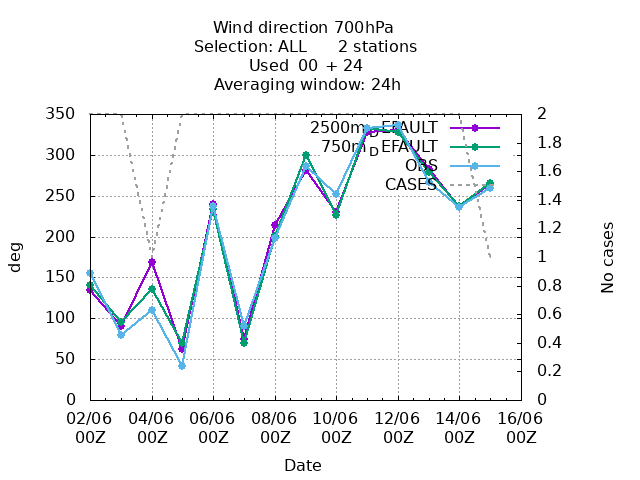 Wind direction 700hPa
Selection: ALL 2 stations
Used 00 + 24
Averaging window: 24h
350
300
250
200
150
100
50
0
deg
2500m_DEFAULT
750m_DEFAULT
OBS
CASES
2
1.8
1.6
1.4
1.2
1
0.8
0.6
0.4
0.2
0
No cases
02/06 04/06 06/06 08/06 10/06 12/06 14/06 16/06
00Z 00Z 00Z 00Z 00Z 00Z 00Z 00Z
Date